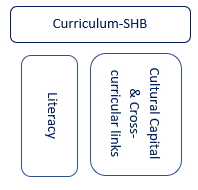 Curriculum-SHB
Literacy
Cultural Capital
& Cross-
curricular links